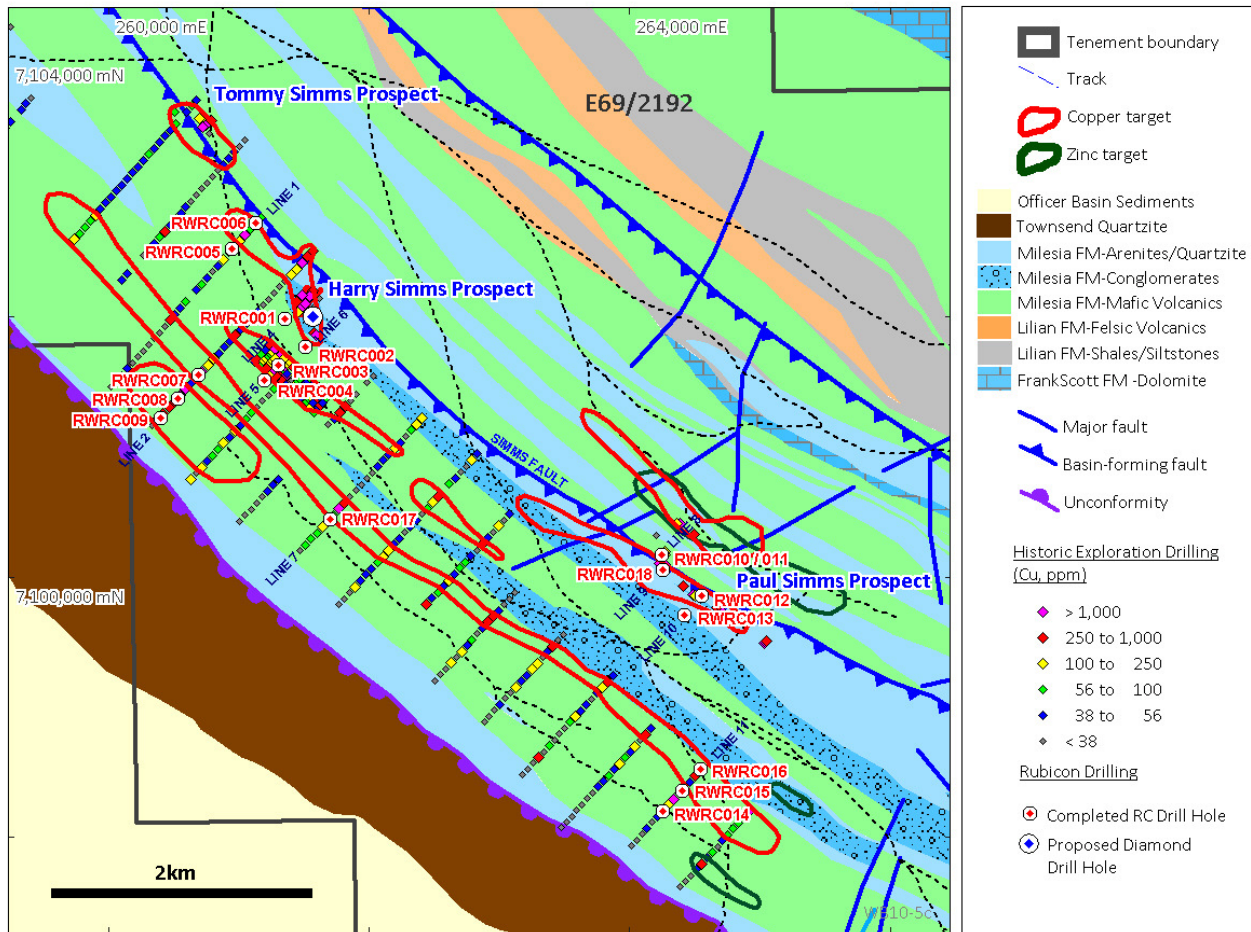 260,000 mE
264,000 mE
7,104,000 mN
Tommy Simms Prospect
E69/2192
LINE 1
RWRC006
RWRC005
Harry Simms Prospect
RWRC001
LINE 6
LINE 4
RWRC002
RWRC003
RWRC004
RWRC007
RWRC008
RWRC009
LINE 5
LINE 2
SIMMS FAULT
RWRC017
LINE 7
LINE 8
RWRC010 / 011
RWRC018
Paul Simms Prospect
7,100,000 mN
LINE 9
RWRC012
RWRC013
LINE 10
LINE 11
RWRC016
RWRC015
RWRC014
2km
Tenement boundary
Track
Copper target
Zinc target
Officer Basin Sediments
Townsend Quartzite
Milesia FM-Arenites/Quartzite
Milesia FM-Conglomerates
Milesia FM-Mafic Volcanics
Lilian FM-Felsic Volcanics
Lilian FM-Shales/Siltstones
FrankScott FM -Dolomite
Major fault
Basin-forming fault
Unconformity
Historic Exploration Drilling
(Cu, ppm)
> 1,000
250 to 1,000
100 to 250
56 to 100
38 to 56
< 38
Rubicon Drilling
Completed RC Drill Hole
Proposed Diamond
Drill Hole